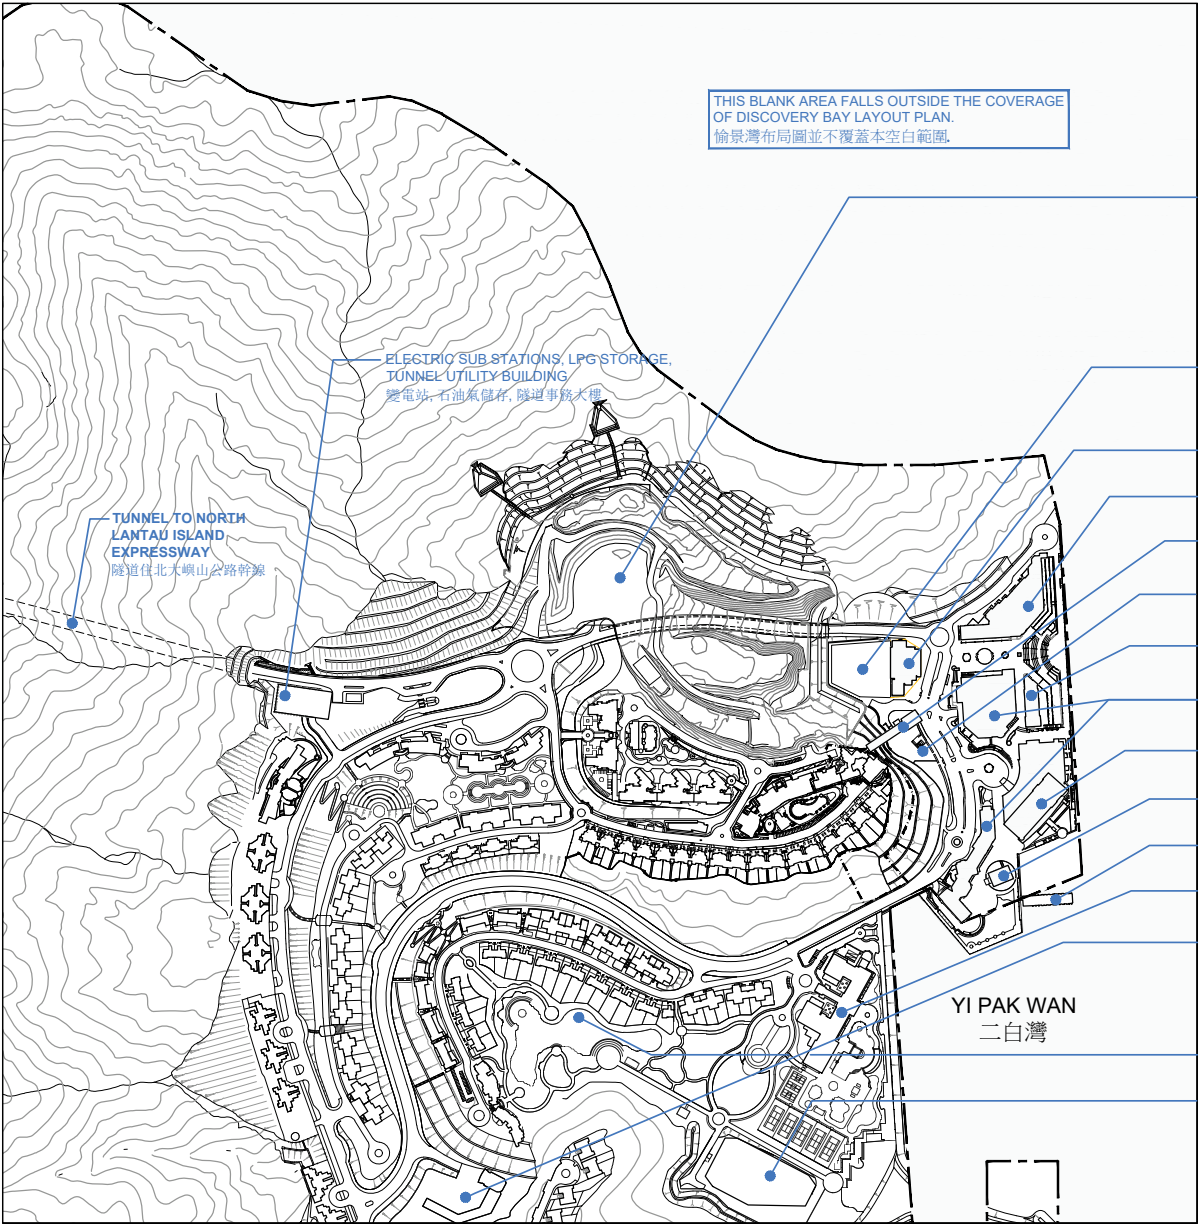 THIS BLANK AREA FALLS OUTSIDE THE COVERAGE
OF DISCOVERY BAY LAYOUT PLAN.
愉景灣布局圖並不覆蓋本空白範圍.
ELECTRIC SUB STATIONS, LPG STORAGE,
TUNNEL UTILITY BUILDING
變電站, 石油氣儲存, 隧道事務大樓
TUNNEL TO NORTH
LANTAU ISLAND
EXPRESSWAY
隧道住北大嶼山公路幹線
YI PAK WAN
二白灣